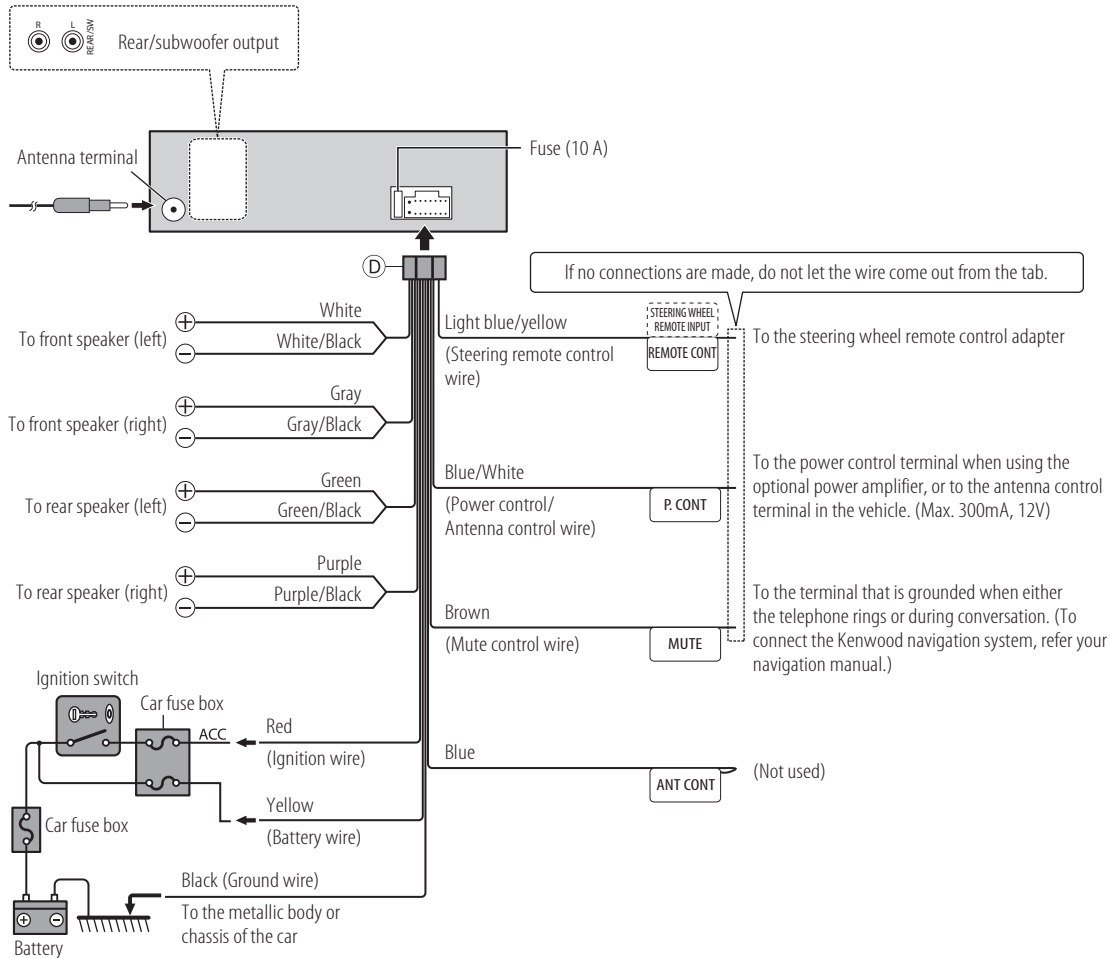 R L REAR/SW
Rear/subwoofer output
Antenna terminal
Fuse (10 A)
D
If no connections are made, do not let the wire come out from the tab.
To front speaker (left)
White
White/Black
Light blue/yellow
(Steering remote control
wire)
STEERING WHEEL
REMOTE INPUT
REMOTE CONT
To the steering wheel remote control adapter
To front speaker (right)
Gray
Gray/Black
To rear speaker (left)
Green
Green/Black
Blue/White
(Power control/
Antenna control wire)
P. CONT
To the power control terminal when using the
optional power amplifier, or to the antenna control
terminal in the vehicle. (Max. 300mA, 12V)
To rear speaker (right)
Purple
Purple/Black
Brown
(Mute control wire)
MUTE
To the terminal that is grounded when either
the telephone rings or during conversation. (To
connect the Kenwood navigation system, refer your
navigation manual.)
Ignition switch
Car fuse box
ACC
Red
(Ignition wire)
Blue
ANT CONT
(Not used)
Yellow
(Battery wire)
Car fuse box
Black (Ground wire)
To the metallic body or
chassis of the car
Battery